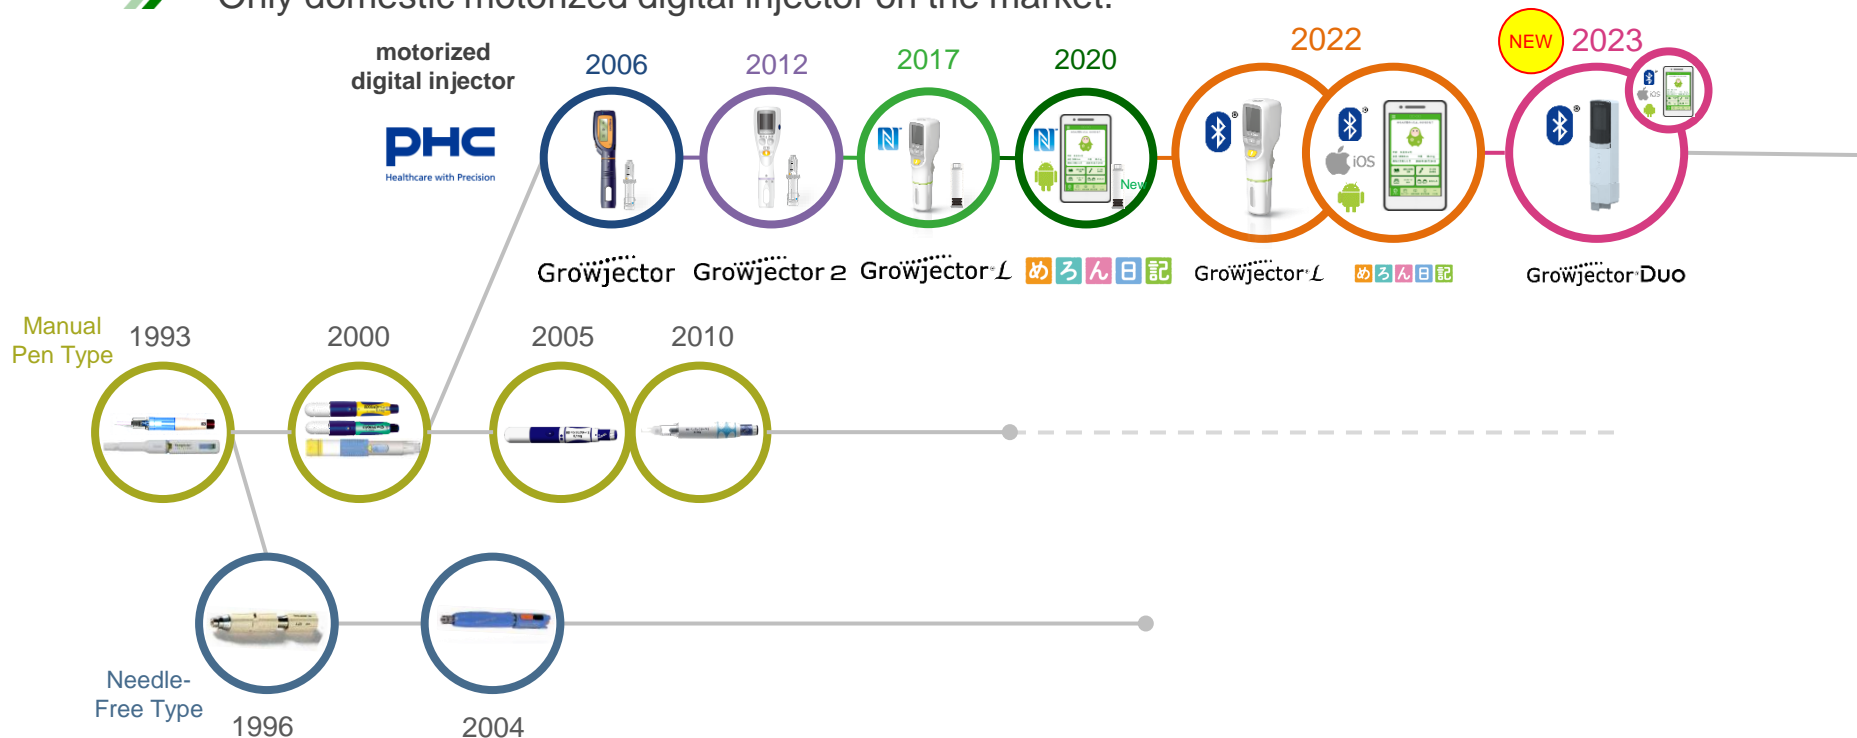 Only domestic motorized digital injector on the market.
motorized
digital injector
PHC
Healthcare with Precision
2006
2012
2017
2020
2022
NEW
2023
iOS
New
iOS
iOS
Growjector
Growjector 2
Growjector L
めろん日記
Growjector L
めろん日記
Growjector Duo
Manual
Pen Type
1993
2000
2005
2010
Needle-
Free Type
1996
2004